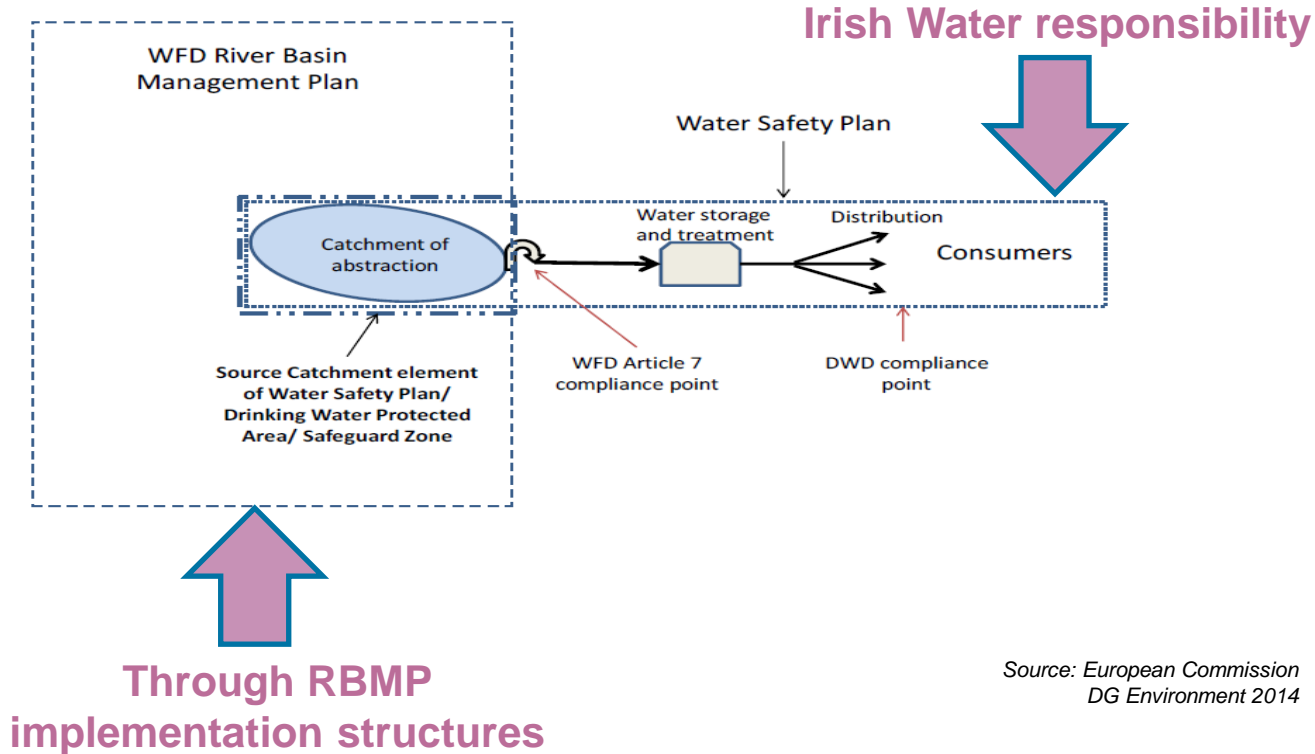 Irish Water responsibility
WFD River Basin
Management Plan
Water Safety Plan
Water storage
and treatment
Distribution
Catchment of
abstraction
Consumers
Source Catchment element
of Water Safety Plan/
Drinking Water Protected
Area/ Safeguard Zone
WFD Article 7
compliance point
DWD compliance
point
Through RBMP
implementation structures
Source: European Commission
DG Environment 2014